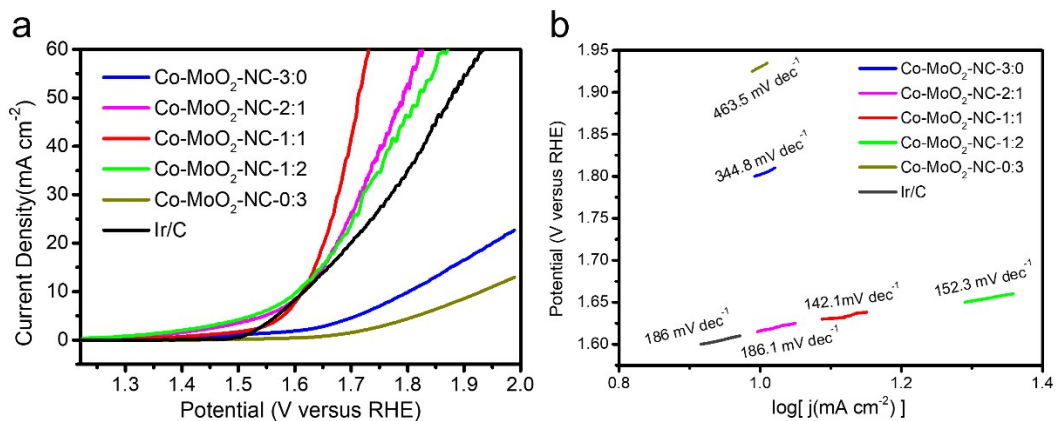 a
Current Density(mA cm⁻²)
60
50
40
30
20
10
0
Co-MoO₂-NC-3:0
Co-MoO₂-NC-2:1
Co-MoO₂-NC-1:1
Co-MoO₂-NC-1:2
Co-MoO₂-NC-0:3
Ir/C
1.3 1.4 1.5 1.6 1.7 1.8 1.9 2.0
Potential (V versus RHE)
b
Potential (V versus RHE)
1.95
1.90
1.85
1.80
1.75
1.70
1.65
1.60
463.5 mV dec⁻¹
344.8 mV dec⁻¹
186 mV dec⁻¹
186.1 mV dec⁻¹
142.1mV dec⁻¹
152.3 mV dec⁻¹
Co-MoO₂-NC-3:0
Co-MoO₂-NC-2:1
Co-MoO₂-NC-1:1
Co-MoO₂-NC-1:2
Co-MoO₂-NC-0:3
Ir/C
0.8 1.0 1.2 1.4
log[ j(mA cm⁻²) ]